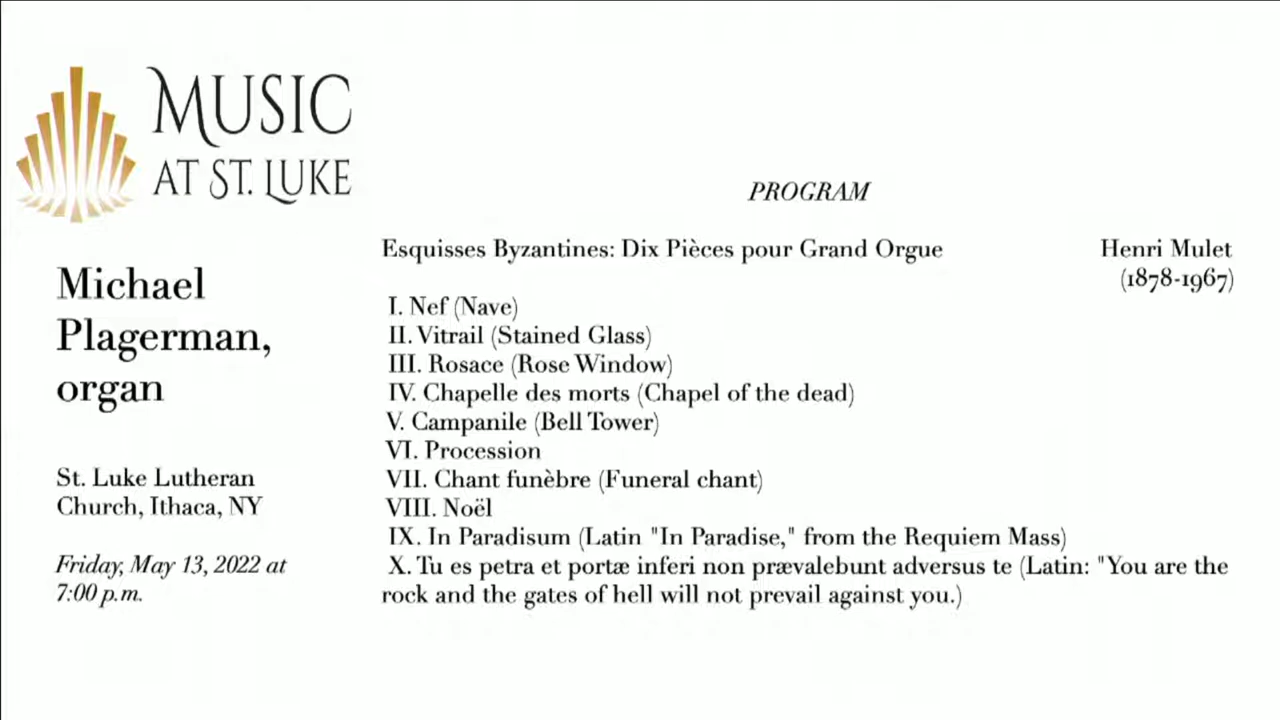 MUSIC
AT ST. LUKE
Michael
Plagerman,
organ
St. Luke Lutheran
Church, Ithaca, NY
Friday, May 13, 2022 at
7:00 p.m.
PROGRAM
Esquisses Byzantines: Dix Pièces pour Grand Orgue Henri Mulet
(1878-1967)
I. Nef (Nave)
II. Vitrail (Stained Glass)
III. Rosace (Rose Window)
IV. Chapelle des morts (Chapel of the dead)
V. Campanile (Bell Tower)
VI. Procession
VII. Chant funèbre (Funeral chant)
VIII. Noël
IX. In Paradisum (Latin "In Paradise," from the Requiem Mass)
X. Tu es petra et portæ inferi non prævalebunt adversus te (Latin: "You are the
rock and the gates of hell will not prevail against you.)